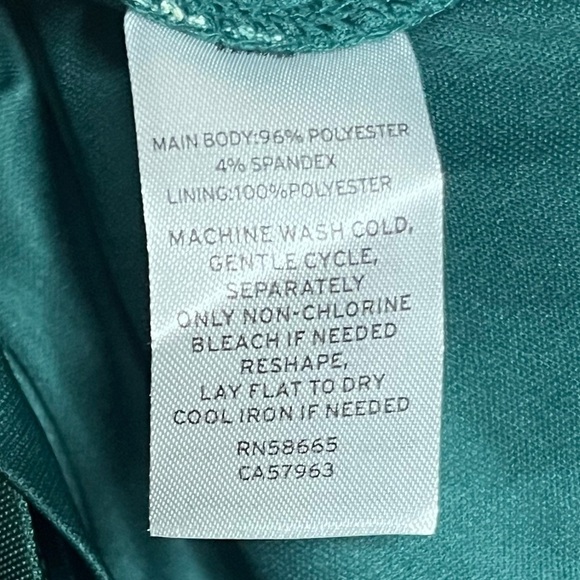 MAIN BODY:96% POLYESTER
4% SPANDEX
LINING:100%POLYESTER
MACHINE WASH COLD,
GENTLE CYCLE,
SEPARATELY
ONLY NON-CHLORINE
BLEACH IF NEEDED
RESHAPE,
LAY FLAT TO DRY
COOL IRON IF NEEDED
RN58665
CA57963